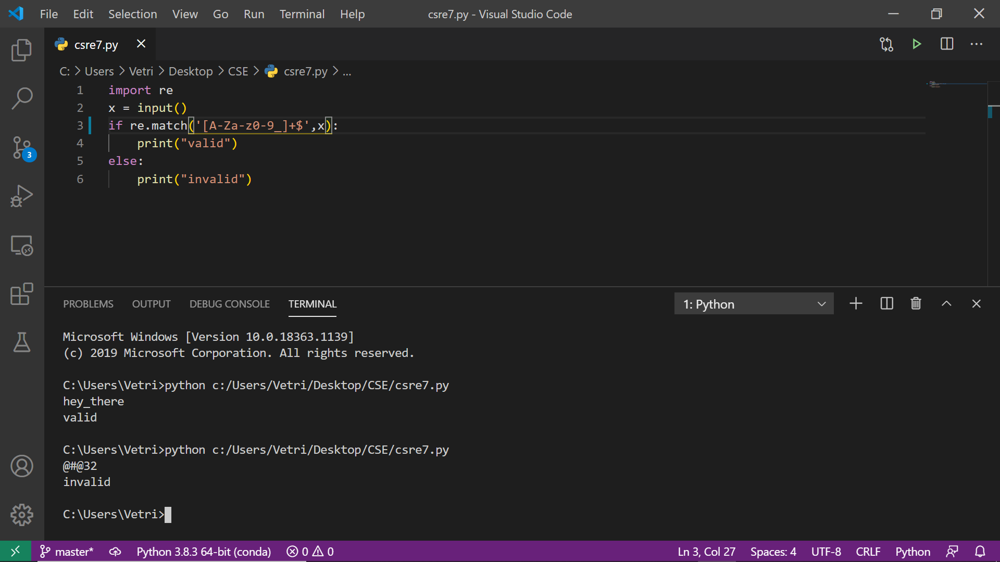 File Edit Selection View Go Run Terminal Help csre7.py - Visual Studio Code
csre7.py
C: > Users > Vetri > Desktop > CSE > csre7.py > ...
1 import re
2 x = input()
3 if re.match('[A-Za-z0-9_]+$',x):
4     print("valid")
5 else:
6     print("invalid")
3
PROBLEMS OUTPUT DEBUG CONSOLE TERMINAL 1: Python
Microsoft Windows [Version 10.0.18363.1139]
(c) 2019 Microsoft Corporation. All rights reserved.
C:\Users\Vetri>python c:/Users/Vetri/Desktop/CSE/csre7.py
hey_there
valid
C:\Users\Vetri>python c:/Users/Vetri/Desktop/CSE/csre7.py
@#@32
invalid
C:\Users\Vetri>
master* Python 3.8.3 64-bit (conda) 0 0 Ln 3, Col 27 Spaces: 4 UTF-8 CRLF Python